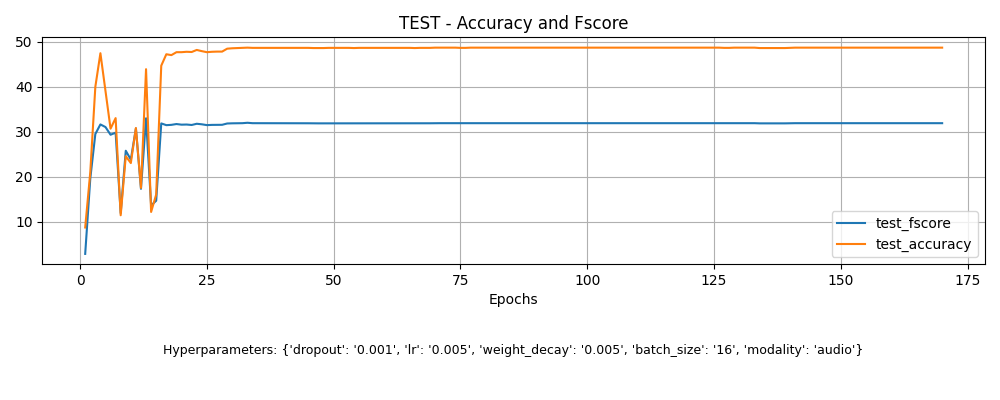 TEST - Accuracy and Fscore
50
40
30
20
10
test_fscore
test_accuracy
0 25 50 75 100 125 150 175
Epochs
Hyperparameters: {'dropout': '0.001', 'lr': '0.005', 'weight_decay': '0.005', 'batch_size': '16', 'modality': 'audio'}